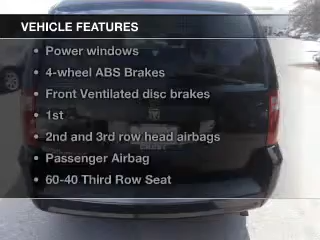 VEHICLE FEATURES
• Power windows
• 4-wheel ABS Brakes
• Front Ventilated disc brakes
• 1st
• 2nd and 3rd row head airbags
• Passenger Airbag
• 60-40 Third Row Seat